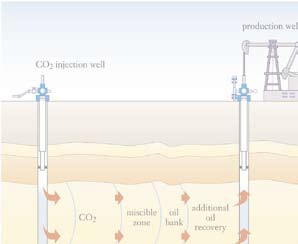 production well
CO₂ injection well
CO₂
miscible
zone
oil
bank
additional
oil
recovery